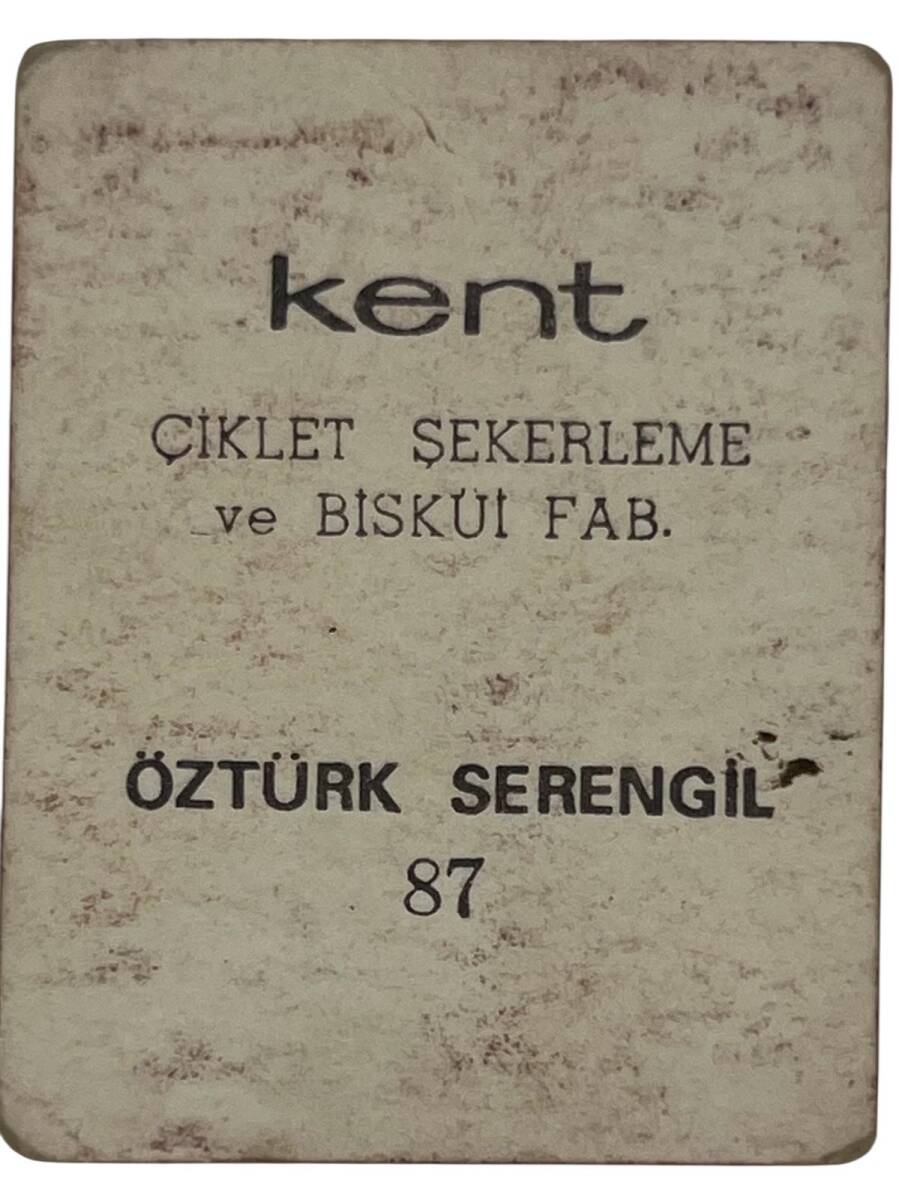 kent
ÇİKLET ŞEKERLEME
ve BİSKÜİ FAB.
ÖZTÜRK SERENGİL
87